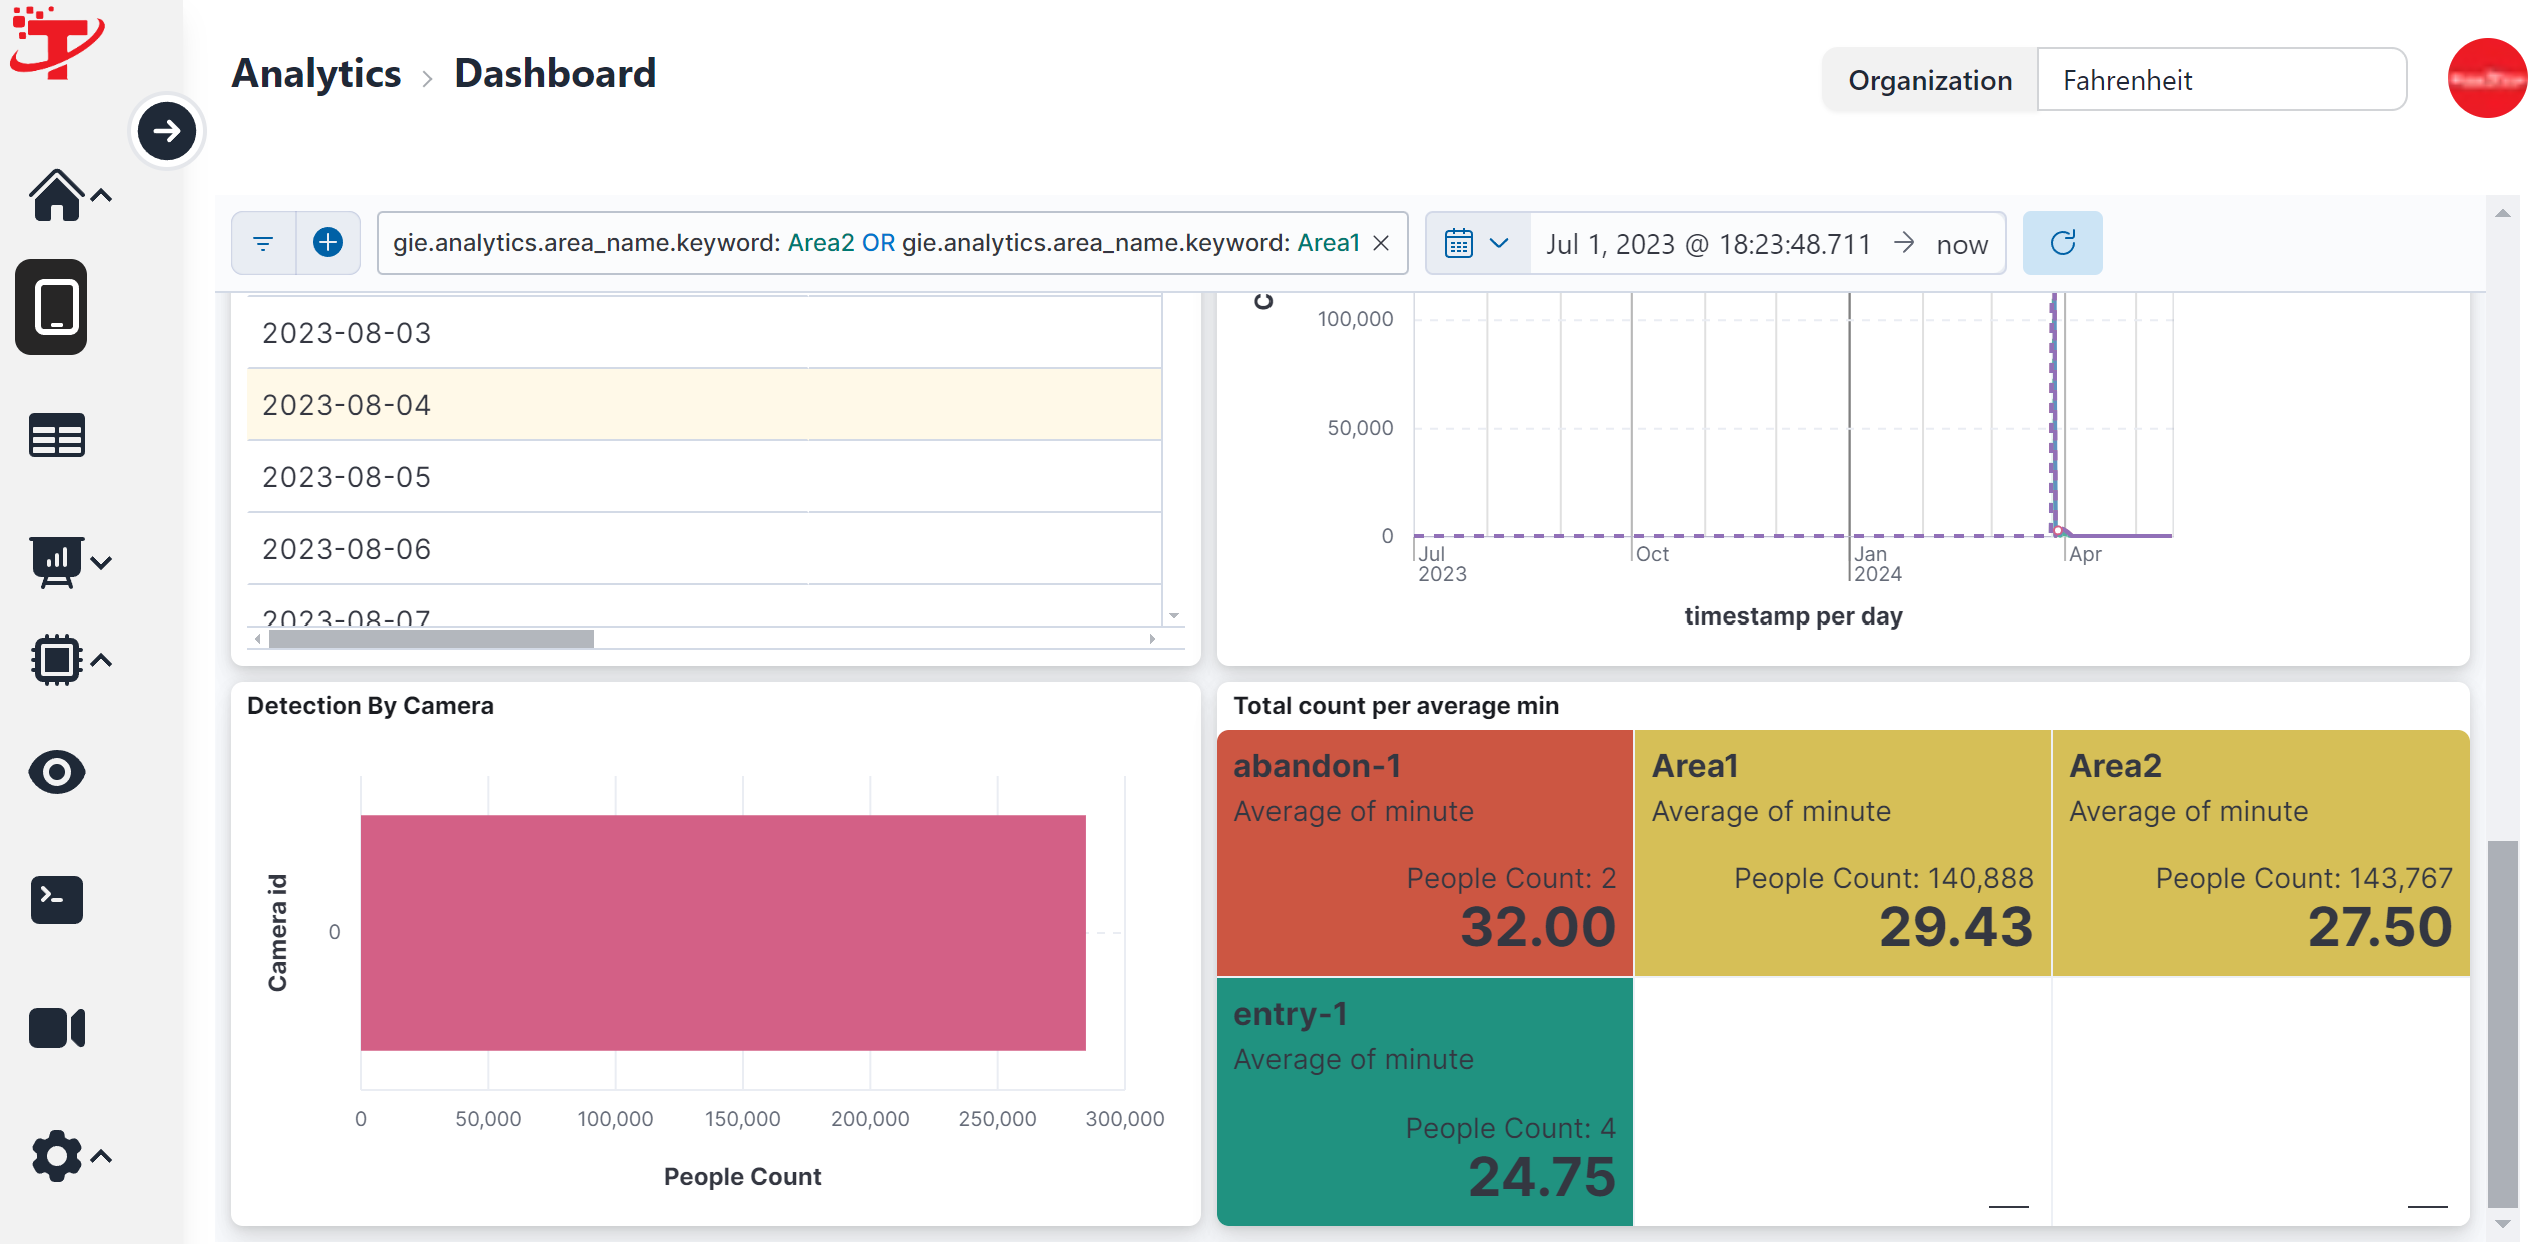 Analytics > Dashboard
Organization Fahrenheit
gie.analytics.area_name.keyword: Area2 OR gie.analytics.area_name.keyword: Area1
Jul 1, 2023 @ 18:23:48.711 → now
2023-08-03
2023-08-04
2023-08-05
2023-08-06
2023-08-07
100,000
50,000
0
Jul
2023
Oct
Jan
2024
Apr
timestamp per day
Detection By Camera
Camera id
0
0 50,000 100,000 150,000 200,000 250,000 300,000
People Count
Total count per average min
abandon-1
Average of minute
People Count: 2
32.00
Area1
Average of minute
People Count: 140,888
29.43
Area2
Average of minute
People Count: 143,767
27.50
entry-1
Average of minute
People Count: 4
24.75